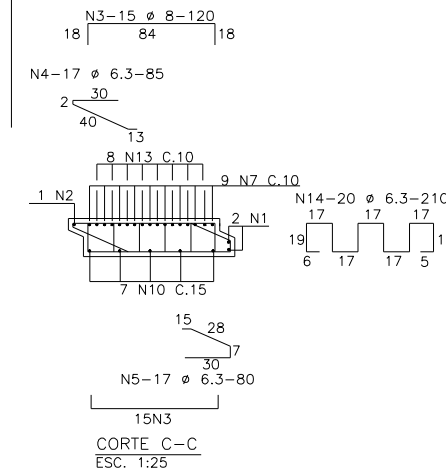 N3-15 ø 8-120
18 84 18
N4-17 ø 6.3-85
30
2
40
13
8 N13 C.10
9 N7 C.10
1 N2
N14-20 ø 6.3-210
17 17 17
2 N1
19
1
6 17 17 5
7 N10 C.15
15 28
7
30
N5-17 ø 6.3-80
15N3
CORTE C-C
ESC. 1:25